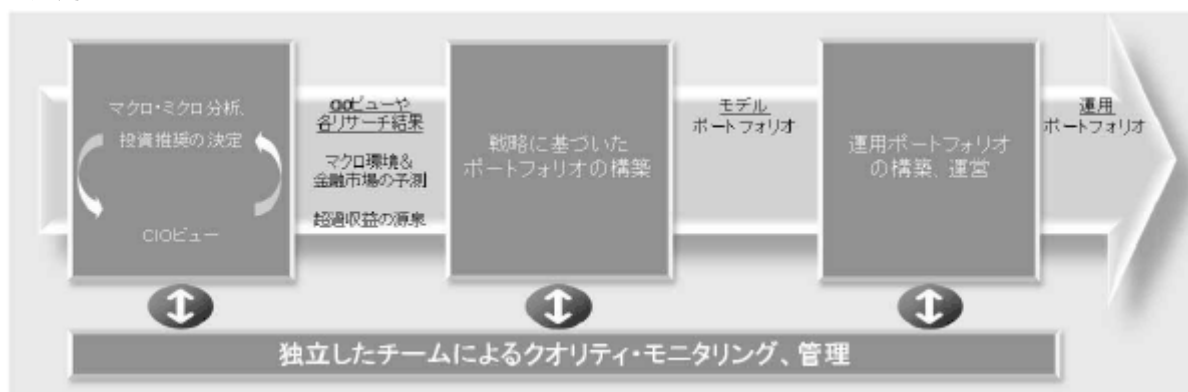 マクロ・ミクロ分析、
投資推奨の決定
CIOビュー
CIOビューや
各リサーチ結果
マクロ環境&
金融市場の予測
超過収益の源泉
戦略に基づいた
ポートフォリオの構築
モデル
ポートフォリオ
運用ポートフォリオ
の構築、運営
運用
ポートフォリオ
独立したチームによるクオリティ・モニタリング、管理